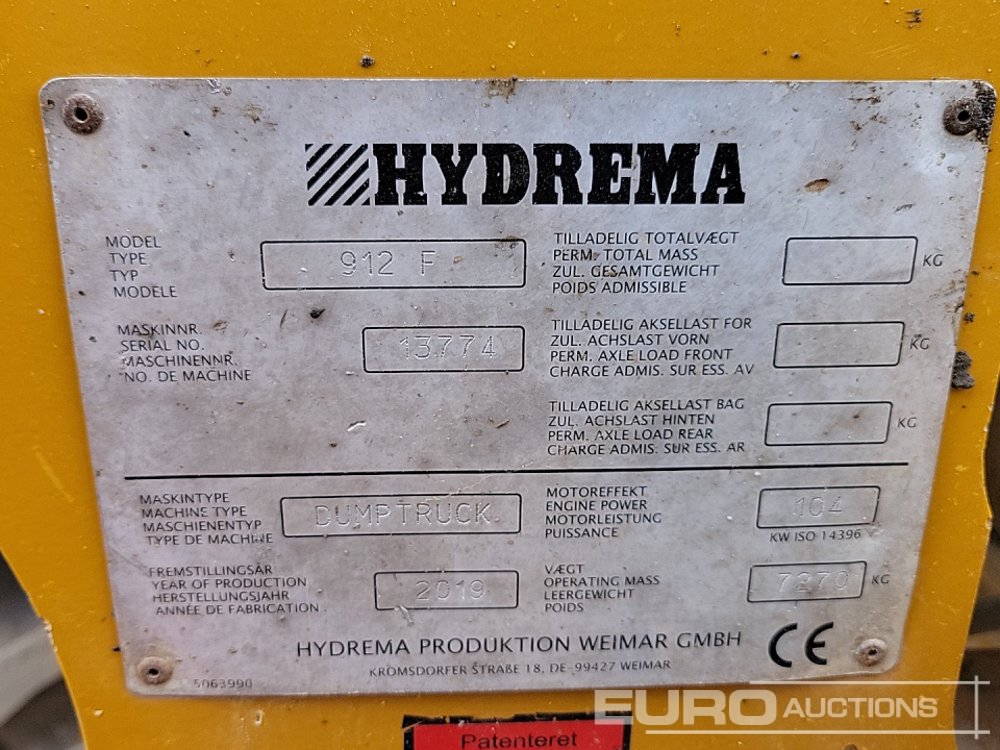 HYDREMA
MODEL
TYPE
TYP
MODELE
912 F
TILLADELIG TOTALVÆGT
PERM. TOTAL MASS
ZUL. GESAMTGEWICHT
POIDS ADMISSIBLE
KG
MASKINNR.
SERIAL NO.
MASCHINENNR.
NO. DE MACHINE
13774
TILLADELIG AKSELLAST FOR
ZUL. ACHSLAST VORN
PERM. AXLE LOAD FRONT
CHARGE ADMIS. SUR ESS. AV
KG
TILLADELIG AKSELLAST BAG
ZUL. ACHSLAST HINTEN
PERM. AXLE LOAD REAR
CHARGE ADMIS. SUR ESS. AR
KG
MASKINTYPE
MACHINE TYPE
MASCHIENENTYP
TYPE DE MACHINE
DUMPTRUCK
MOTOREFFEKT
ENGINE POWER
MOTORLEISTUNG
PUISSANCE
104
KW ISO 14396
FREMSTILLINGSÅR
YEAR OF PRODUCTION
HERSTELLUNGSJAHR
ANNÉE DE FABRICATION
2019
VÆGT
OPERATING MASS
LEERGEWICHT
POIDS
7270
KG
HYDREMA PRODUKTION WEIMAR GMBH
KROMSDORFER STRAßE 18, DE-99427 WEIMAR
CE
5063990
EURO AUCTIONS
Patenteret